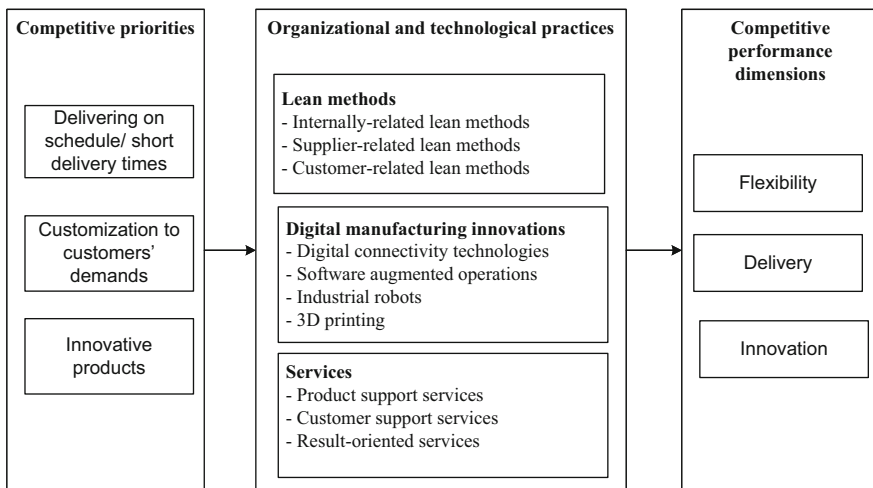 Competitive priorities
Delivering on
schedule/ short
delivery times
Customization to
customers’
demands
Innovative
products
Organizational and technological practices
Lean methods
- Internally-related lean methods
- Supplier-related lean methods
- Customer-related lean methods
Digital manufacturing innovations
- Digital connectivity technologies
- Software augmented operations
- Industrial robots
- 3D printing
Services
- Product support services
- Customer support services
- Result-oriented services
Competitive
performance
dimensions
Flexibility
Delivery
Innovation